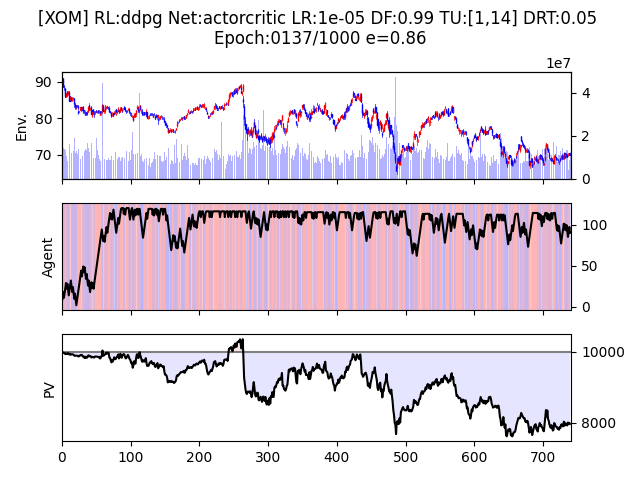 [XOM] RL:ddpg Net:actorcritic LR:1e-05 DF:0.99 TU:[1,14] DRT:0.05
Epoch:0137/1000 e=0.86
1e7
90
80
70
Env.
4
2
0
Agent
100
50
0
PV
10000
8000
0 100 200 300 400 500 600 700